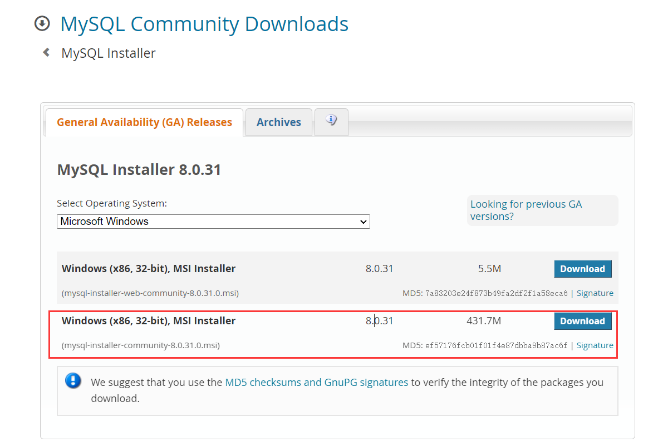 MySQL Community Downloads
MySQL Installer
General Availability (GA) Releases
Archives
MySQL Installer 8.0.31
Select Operating System:
Microsoft Windows
Looking for previous GA
versions?
Windows (x86, 32-bit), MSI Installer 8.0.31 5.5M Download
(mysql-installer-web-community-8.0.31.0.msi) MD5: | Signature
Windows (x86, 32-bit), MSI Installer 8.0.31 431.7M Download
(mysql-installer-community-8.0.31.0.msi) MD5: | Signature
We suggest that you use the MD5 checksums and GnuPG signatures to verify the integrity of the packages you
download.